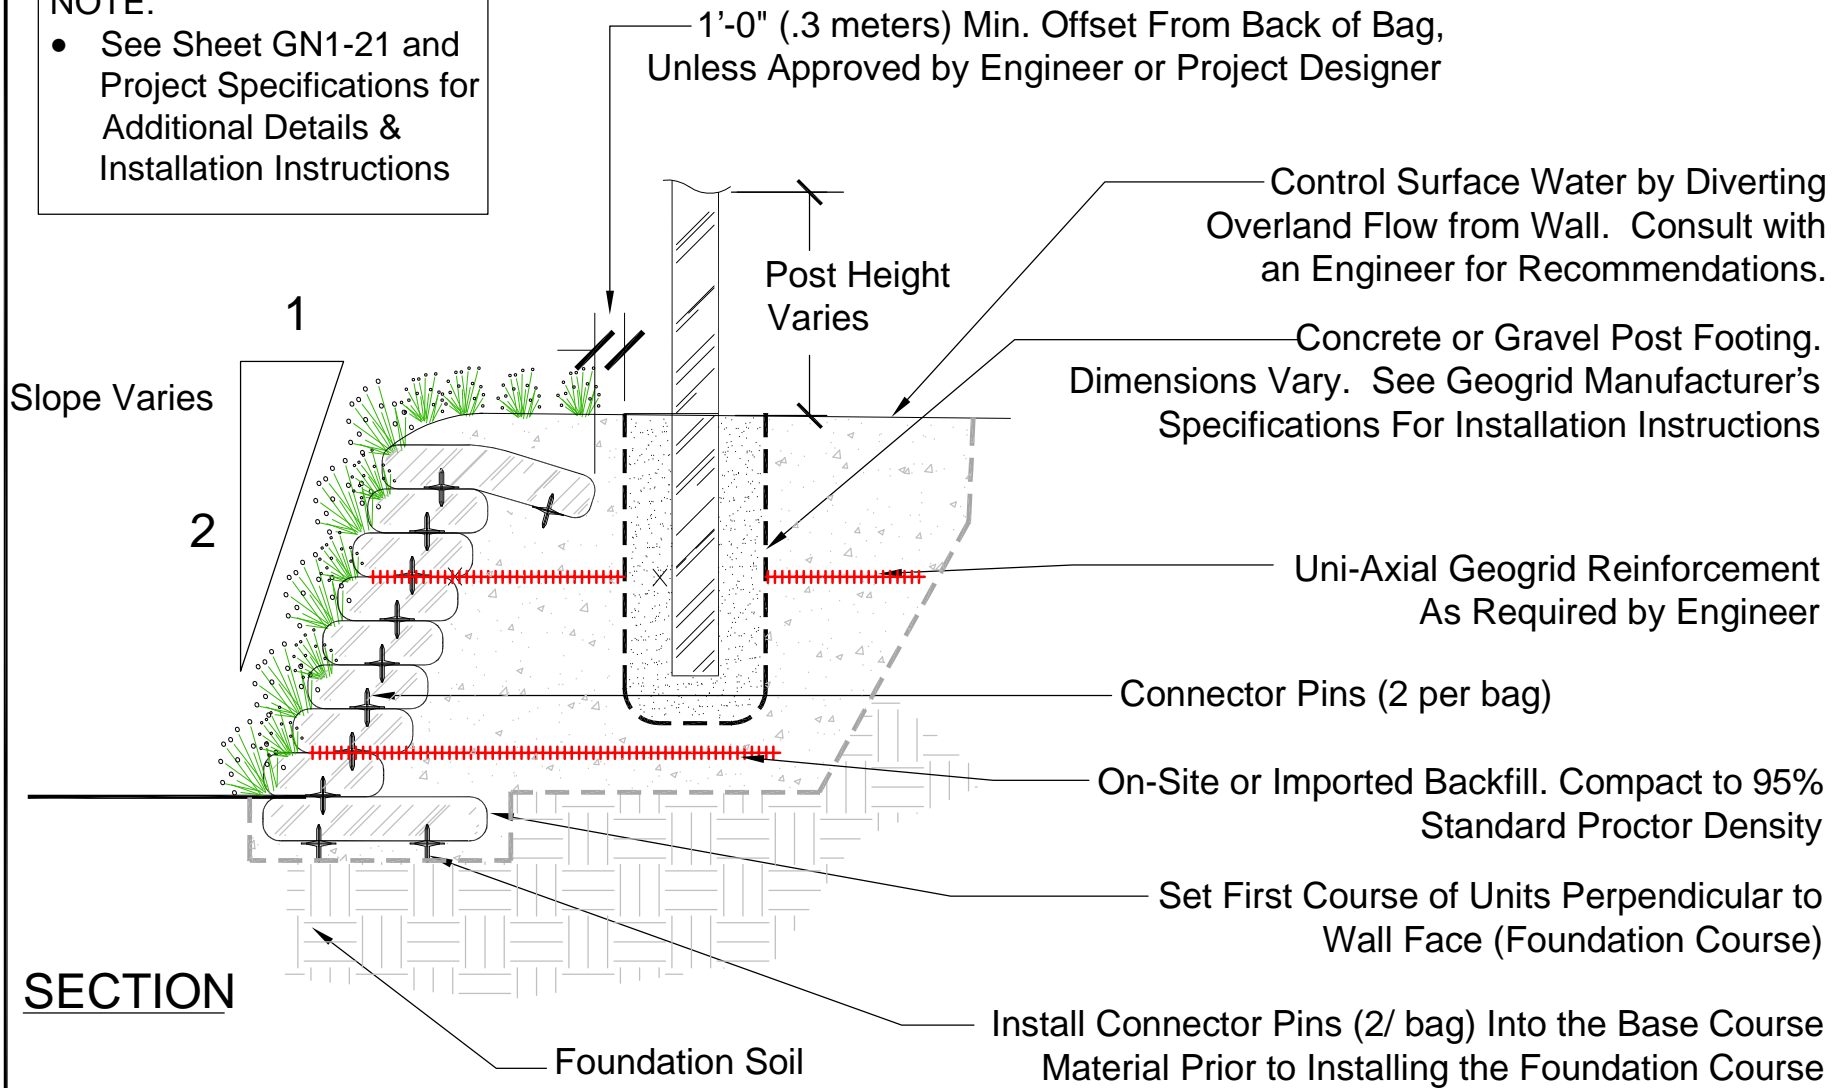 NOTE:
• See Sheet GN1-21 and
Project Specifications for
Additional Details &
Installation Instructions
1'-0" (.3 meters) Min. Offset From Back of Bag,
Unless Approved by Engineer or Project Designer
Control Surface Water by Diverting
Overland Flow from Wall. Consult with
an Engineer for Recommendations.
Post Height
Varies
1
Slope Varies
2
Concrete or Gravel Post Footing.
Dimensions Vary. See Geogrid Manufacturer's
Specifications For Installation Instructions
Uni-Axial Geogrid Reinforcement
As Required by Engineer
Connector Pins (2 per bag)
On-Site or Imported Backfill. Compact to 95%
Standard Proctor Density
Set First Course of Units Perpendicular to
Wall Face (Foundation Course)
SECTION
Install Connector Pins (2/ bag) Into the Base Course
Material Prior to Installing the Foundation Course
Foundation Soil